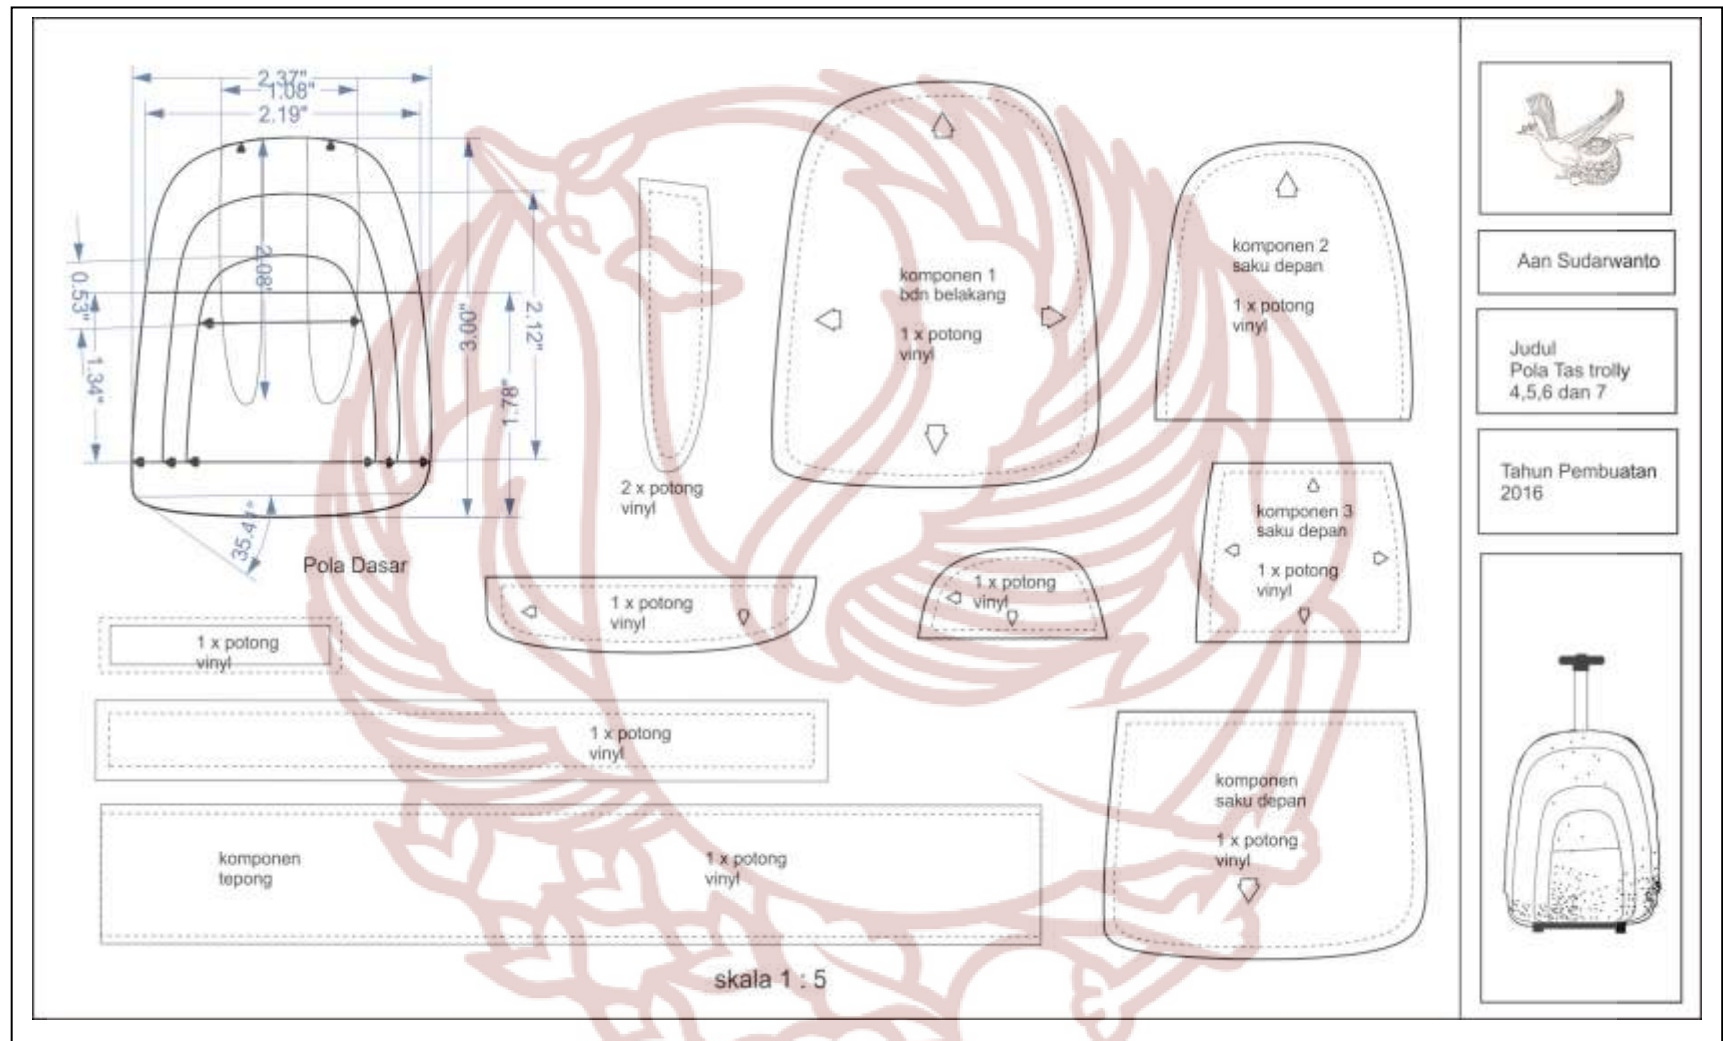 2.37"
1.08"
2.19"
2.08"
0.53"
1.34"
3.00"
2.12"
1.78"
35.47°
Pola Dasar
2 x potong
vinyl
komponen 1
bdn belakang
1 x potong
vinyl
komponen 2
saku depan
1 x potong
vinyl
komponen 3
saku depan
1 x potong
vinyl
1 x potong
vinyl
1 x potong
vinyl
1 x potong
vinyl
1 x potong
vinyl
komponen
tepong
1 x potong
vinyl
komponen
saku depan
1 x potong
vinyl
skala 1 : 5
Aan Sudarwanto
Judul
Pola Tas trolly
4,5,6 dan 7
Tahun Pembuatan
2016